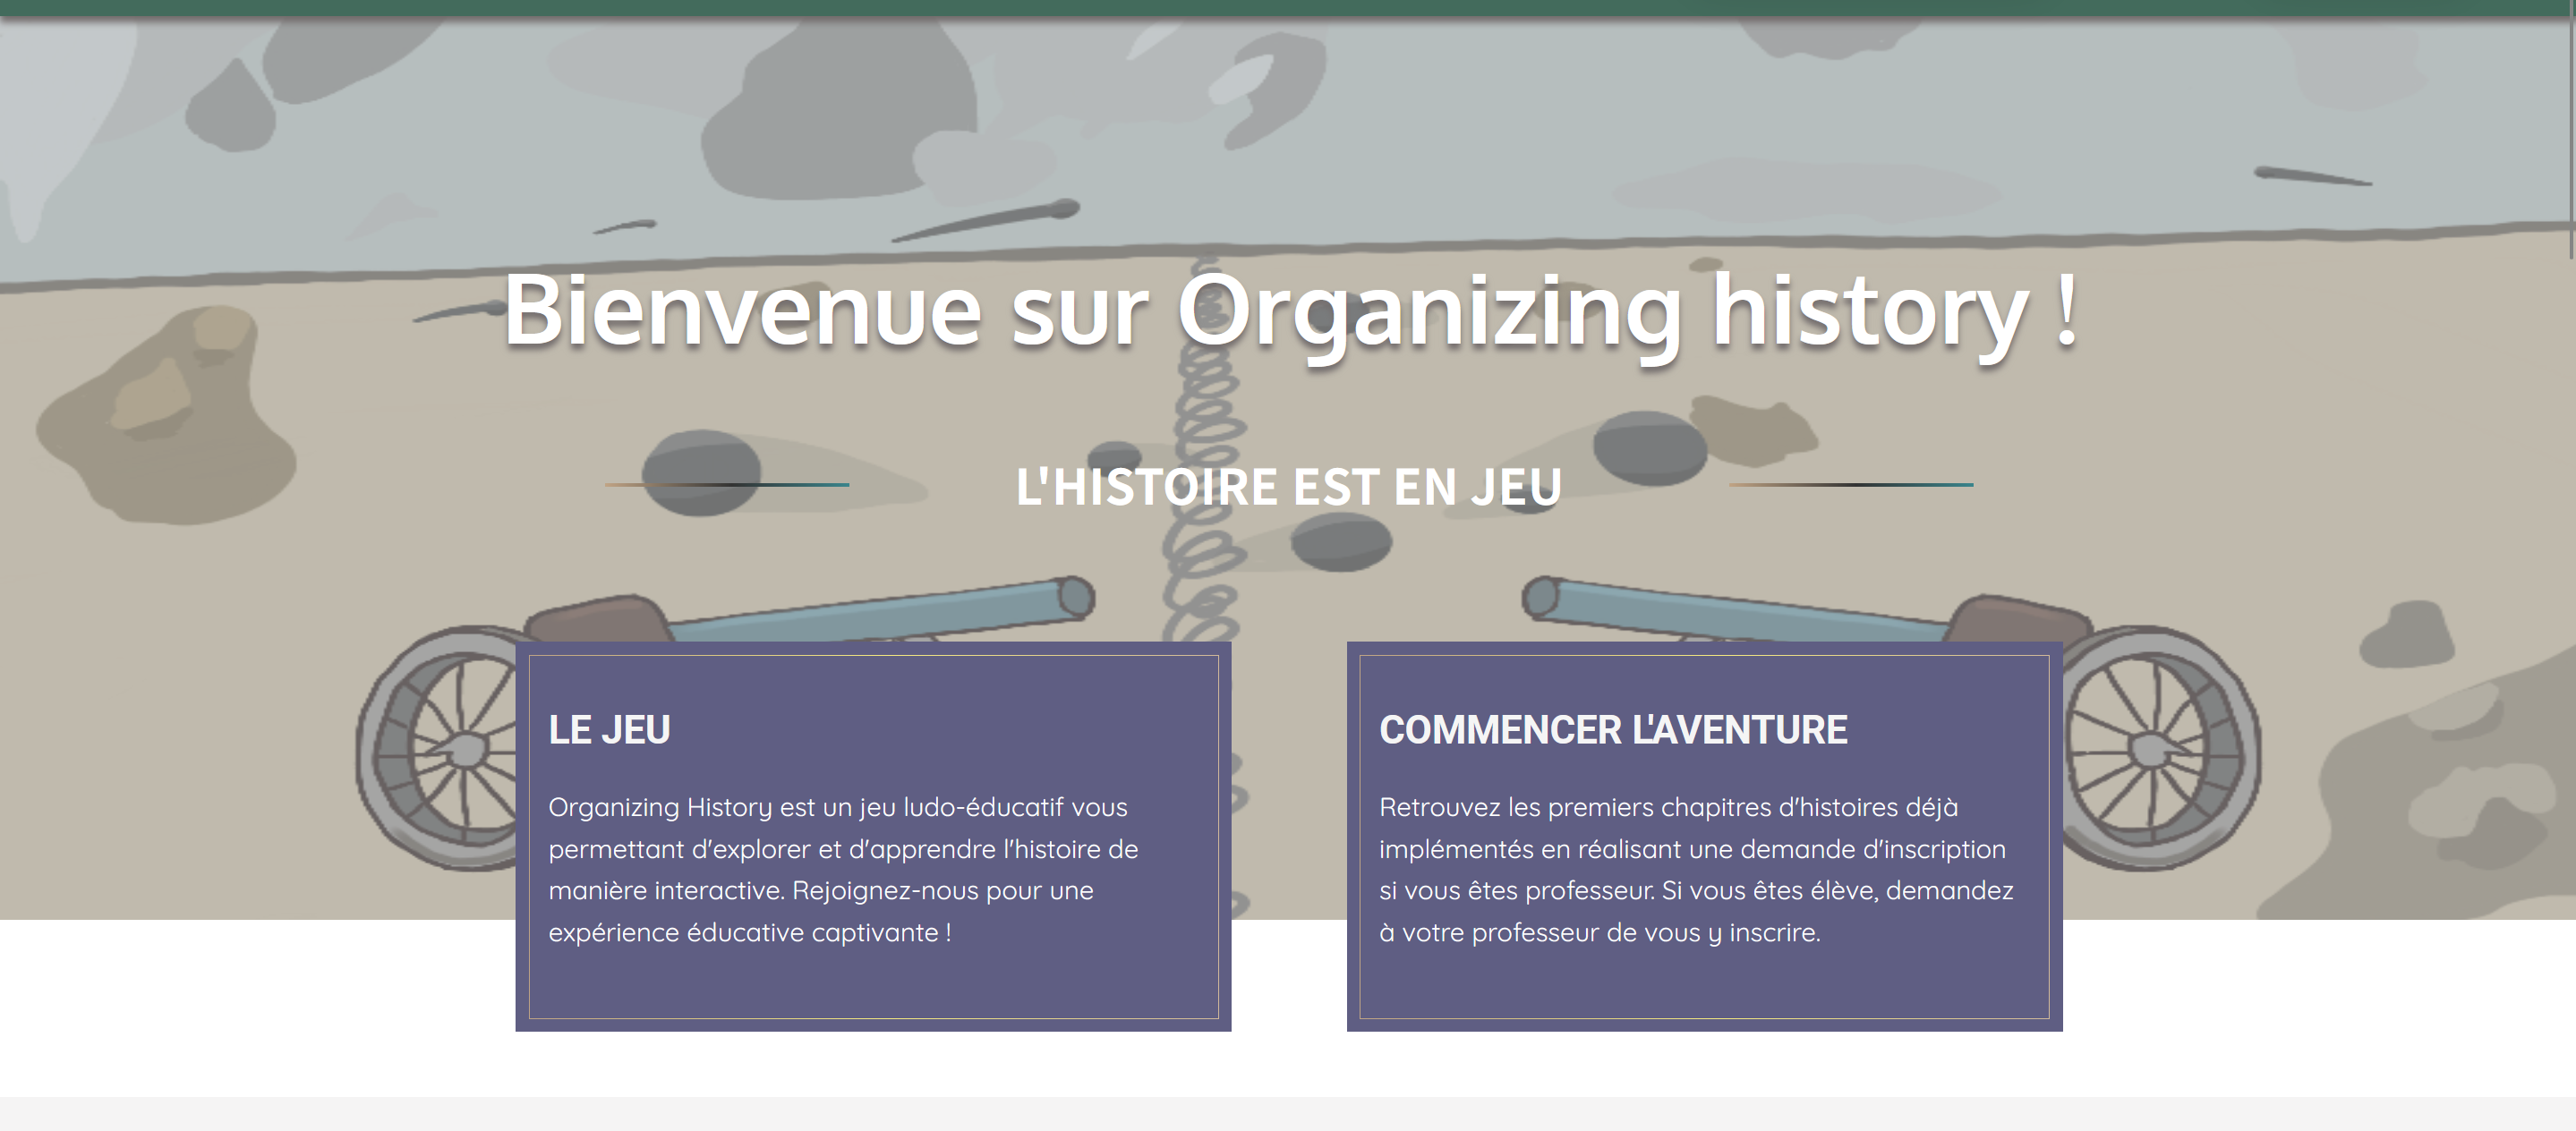 Bienvenue sur Organizing history !
L'HISTOIRE EST EN JEU
LE JEU
Organizing History est un jeu ludo-éducatif vous
permettant d'explorer et d'apprendre l'histoire de
manière interactive. Rejoignez-nous pour une
expérience éducative captivante !
COMMENCER L'AVENTURE
Retrouvez les premiers chapitres d'histoires déjà
implémentés en réalisant une demande d'inscription
si vous êtes professeur. Si vous êtes élève, demandez
à votre professeur de vous y inscrire.